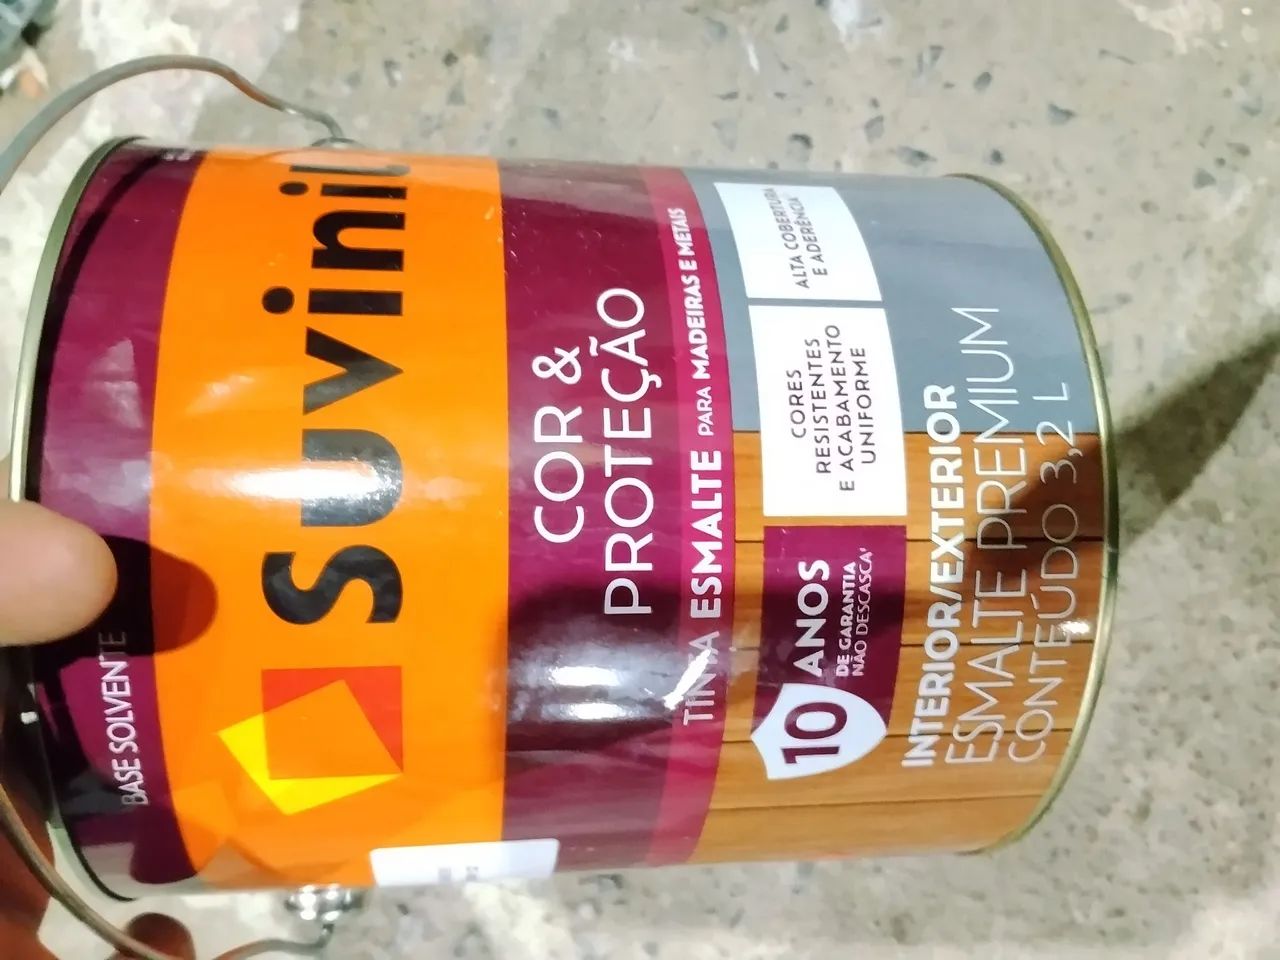 BASE SOLVENTE
Suvinil
COR &
PROTEÇÃO
TINTA ESMALTE PARA MADEIRAS E METAIS
10 ANOS
DE GARANTIA
NÃO DESCASCA¹
CORES
RESISTENTES
E ACABAMENTO
UNIFORME
ALTA COBERTURA
E ADERÊNCIA
INTERIOR/EXTERIOR
ESMALTE PREMIUM
CONTEÚDO 3,2 L